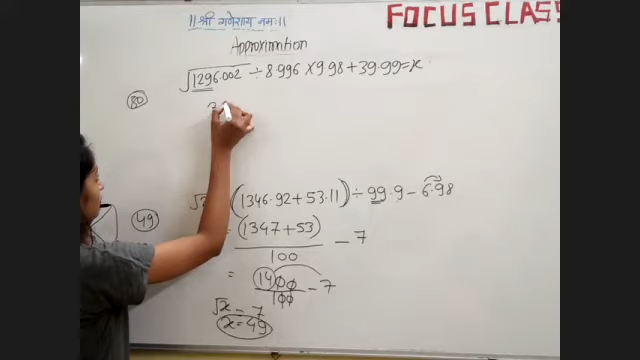 ॥श्री गणेशाय नमः॥
FOCUS CLASS
Approximation
√1296.002 ÷ 8.996 × 9.98 + 39.99 = x
80
(1346.92 + 53.11) ÷ 99.9 - 6.98
49
= (1347 + 53) / 100 - 7
= 1400 / 100 - 7
√x = 7
x = 49